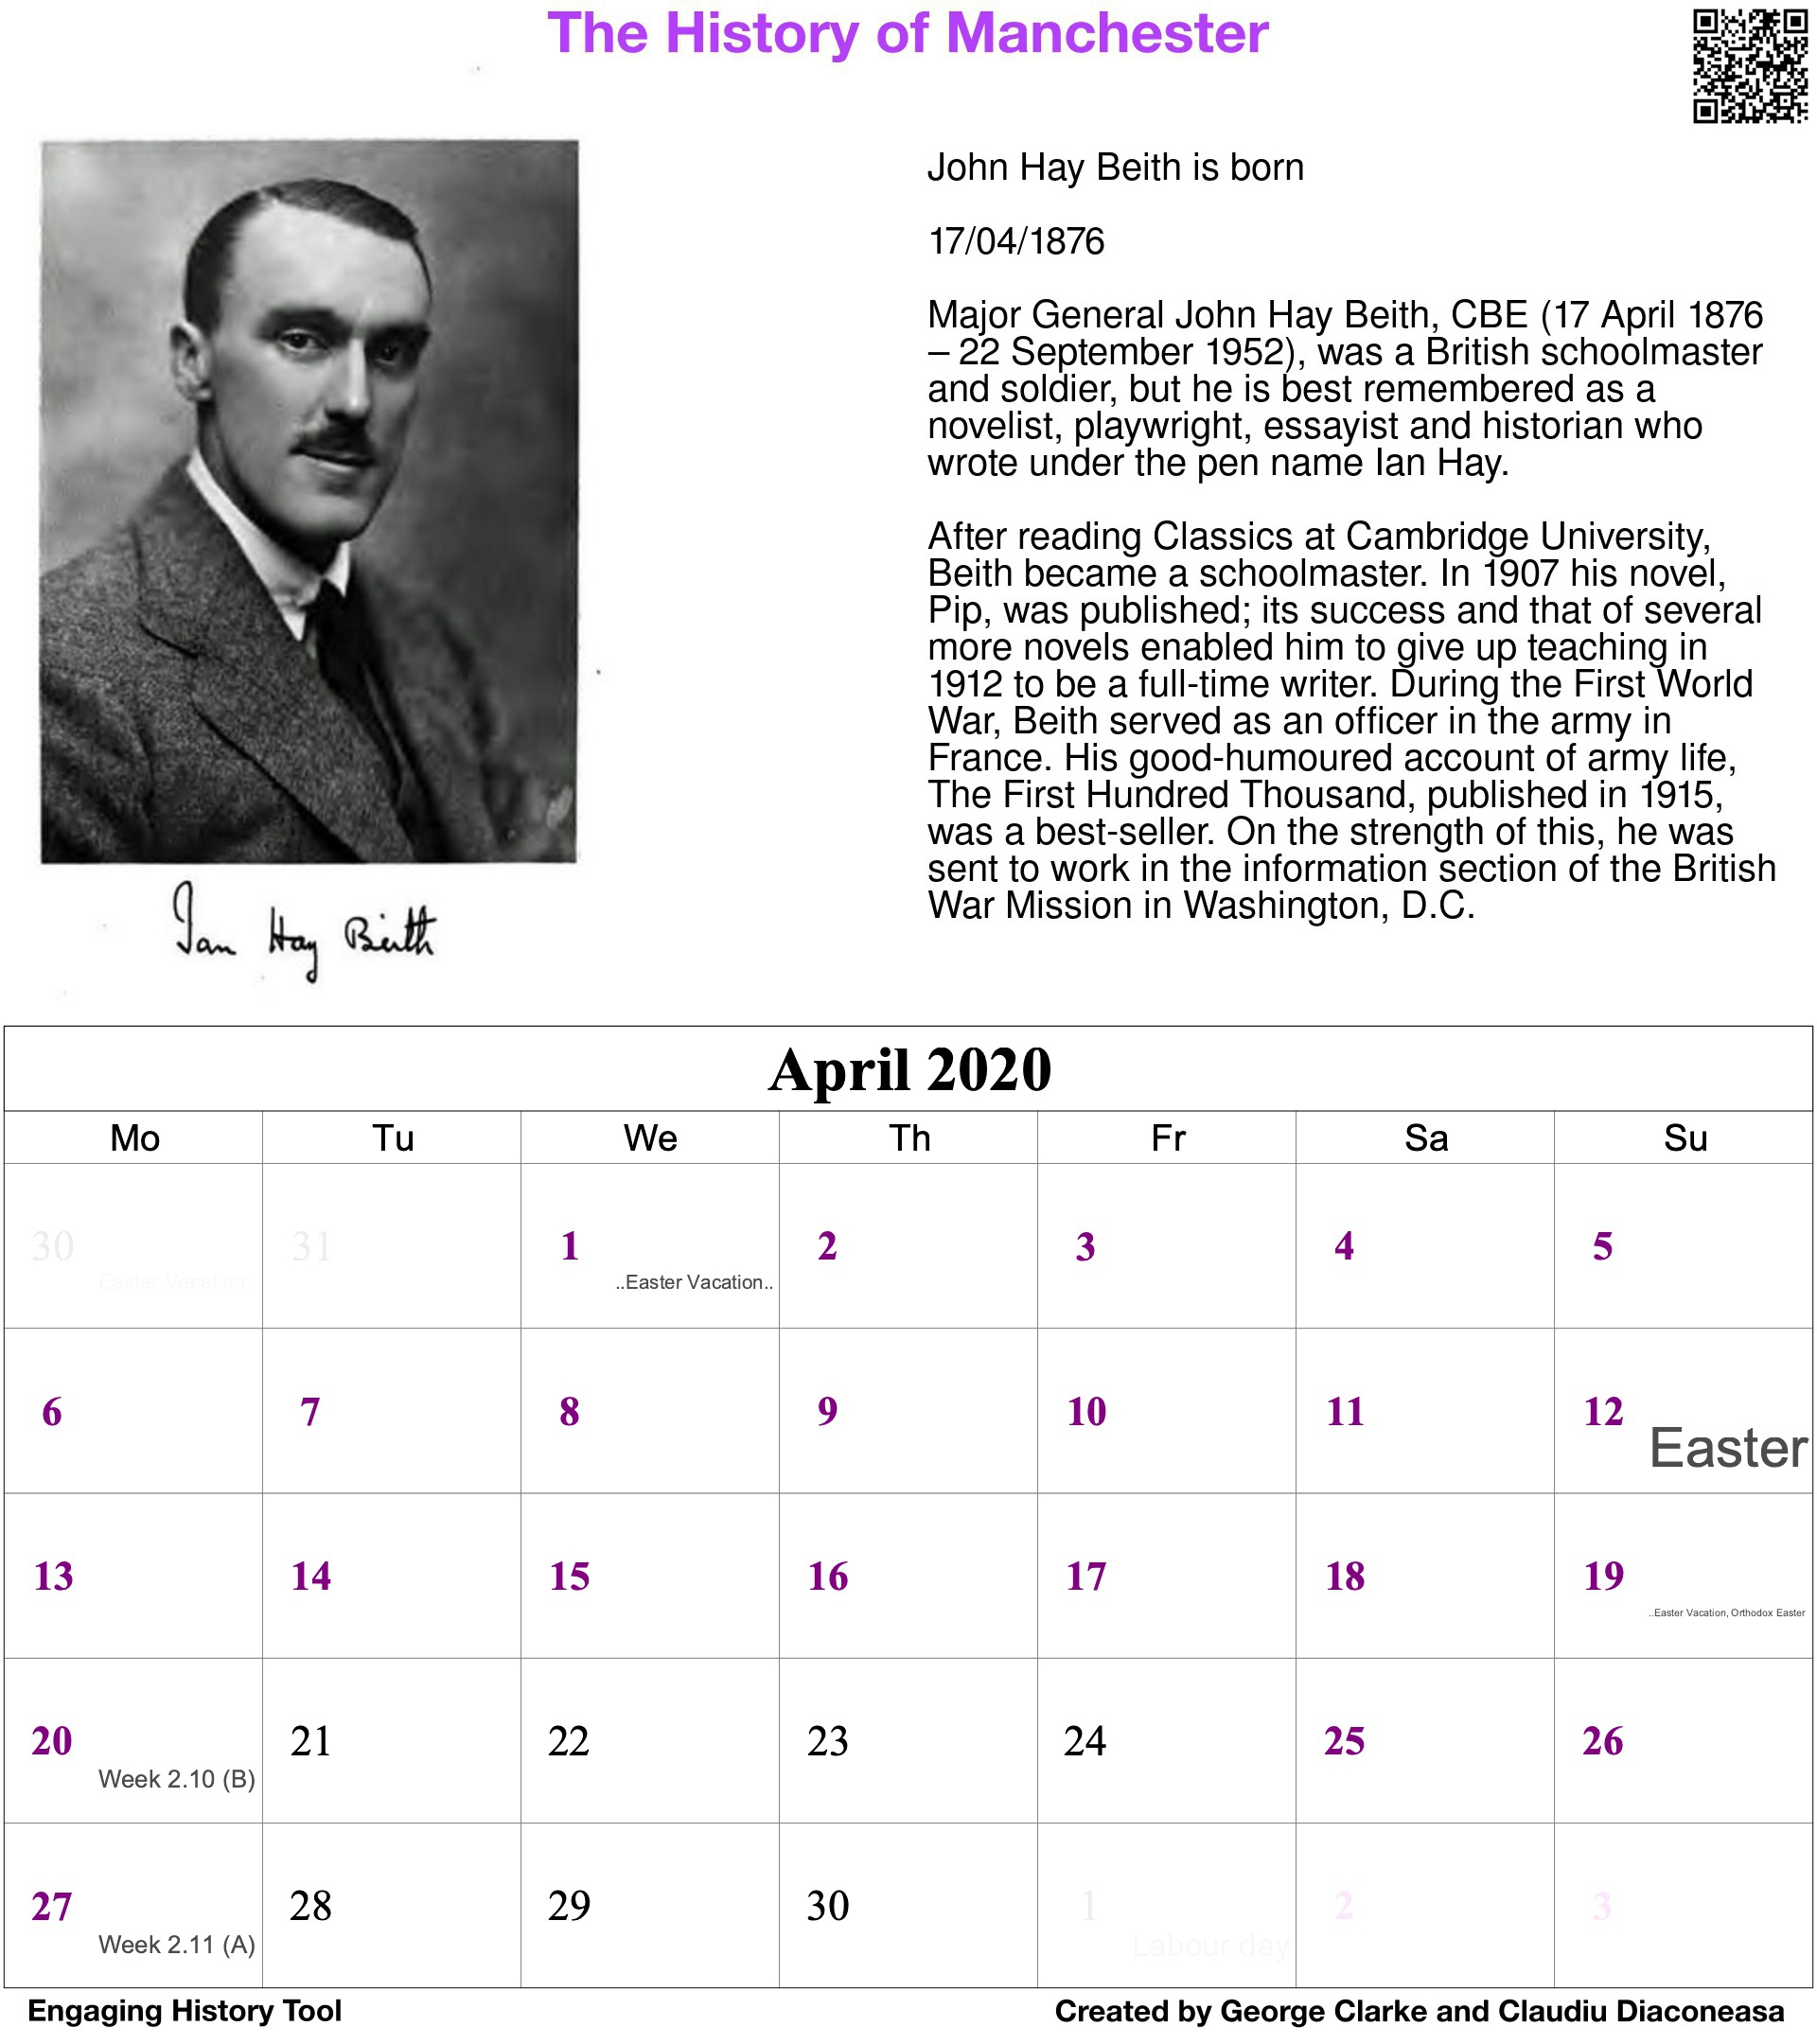 The History of Manchester
John Hay Beith is born
17/04/1876
Major General John Hay Beith, CBE (17 April 1876
– 22 September 1952), was a British schoolmaster
and soldier, but he is best remembered as a
novelist, playwright, essayist and historian who
wrote under the pen name Ian Hay.
After reading Classics at Cambridge University,
Beith became a schoolmaster. In 1907 his novel,
Pip, was published; its success and that of several
more novels enabled him to give up teaching in
1912 to be a full-time writer. During the First World
War, Beith served as an officer in the army in
France. His good-humoured account of army life,
The First Hundred Thousand, published in 1915,
was a best-seller. On the strength of this, he was
sent to work in the information section of the British
War Mission in Washington, D.C.
Ian Hay Beith
April 2020
Mo Tu We Th Fr Sa Su
30 31 1 2 3 4 5
Easter Vacation.. ..Easter Vacation..
6 7 8 9 10 11 12
Easter
13 14 15 16 17 18 19
..Easter Vacation, Orthodox Easter
20 21 22 23 24 25 26
Week 2.10 (B)
27 28 29 30 1 2 3
Week 2.11 (A) Labour day
Engaging History Tool Created by George Clarke and Claudiu Diaconeasa